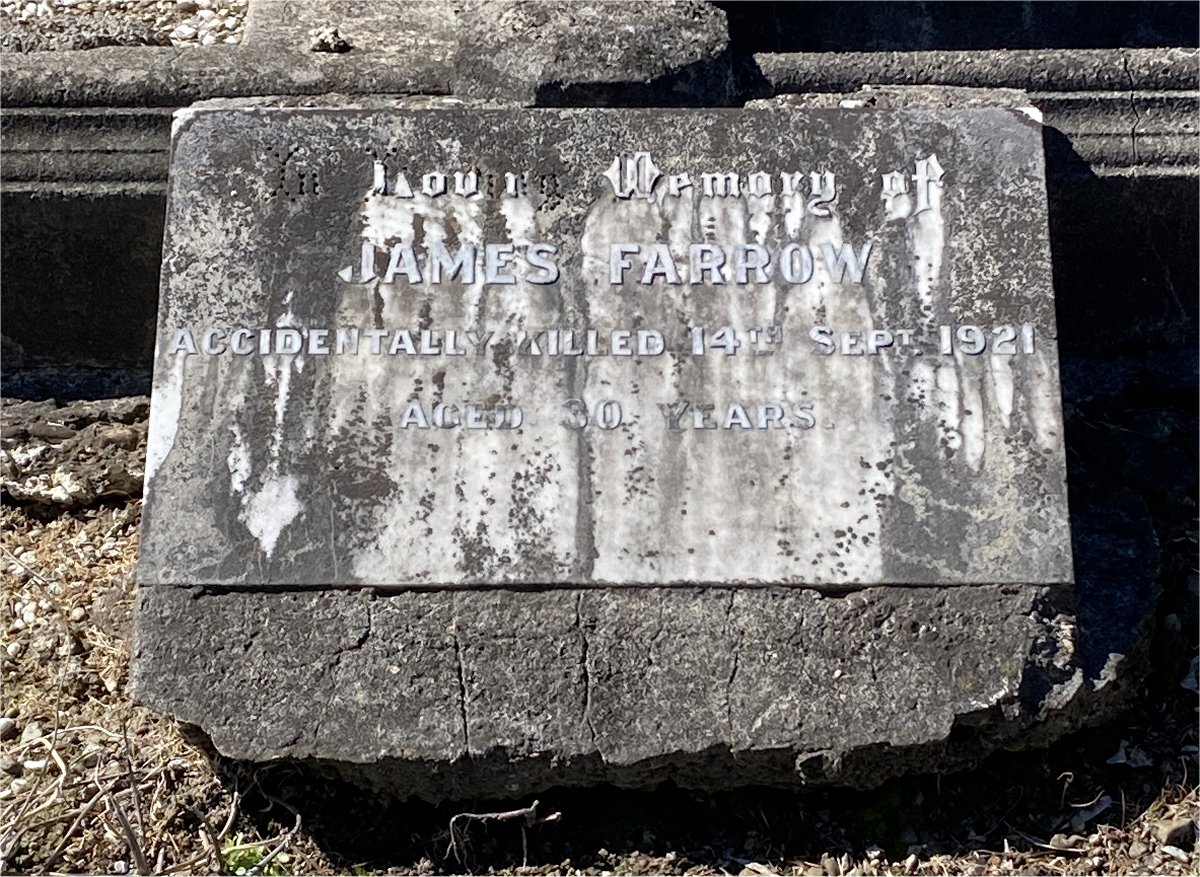 In Loving Memory of
JAMES FARROW
ACCIDENTALLY KILLED 14TH SEPT. 1921
AGED 30 YEARS.